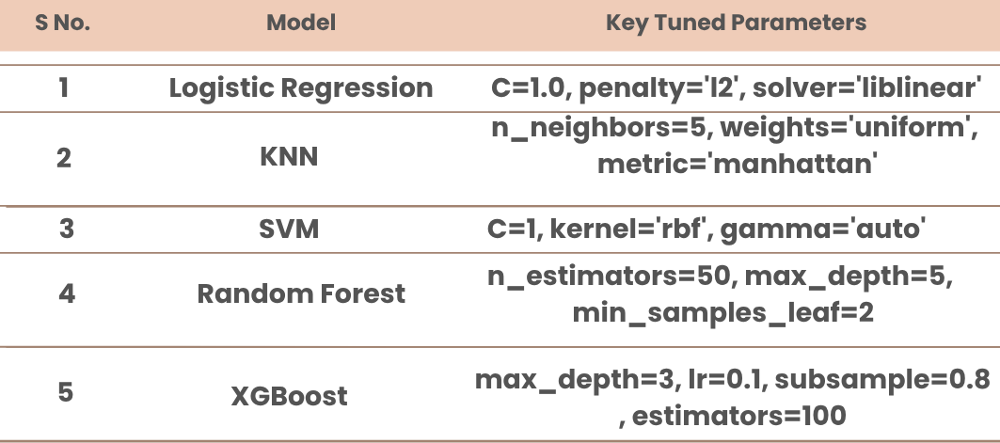 S No. Model Key Tuned Parameters
1 Logistic Regression C=1.0, penalty='l2', solver='liblinear'
n_neighbors=5, weights='uniform',
2 KNN metric='manhattan'
3 SVM C=1, kernel='rbf', gamma='auto'
n_estimators=50, max_depth=5,
4 Random Forest min_samples_leaf=2
max_depth=3, lr=0.1, subsample=0.8
5 XGBoost , estimators=100